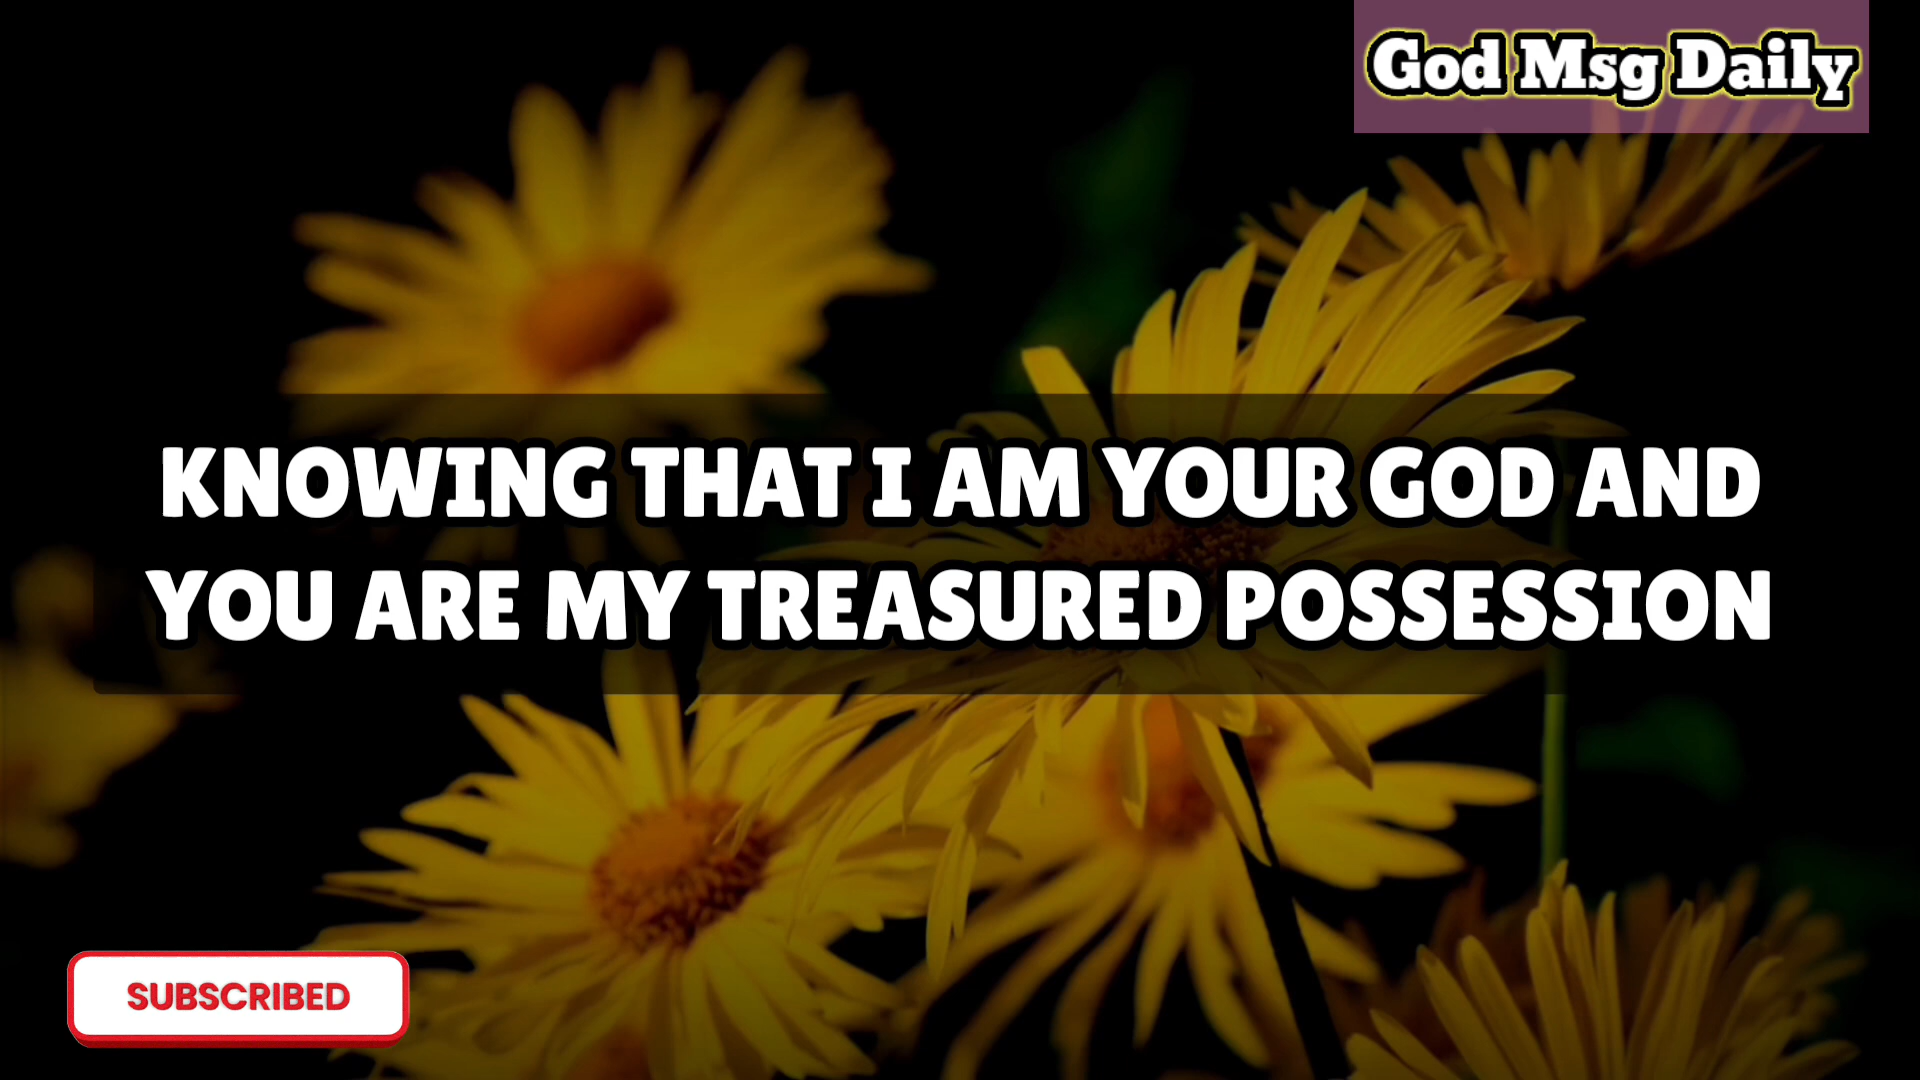 God Msg Daily
KNOWING THAT I AM YOUR GOD AND
YOU ARE MY TREASURED POSSESSION
SUBSCRIBED